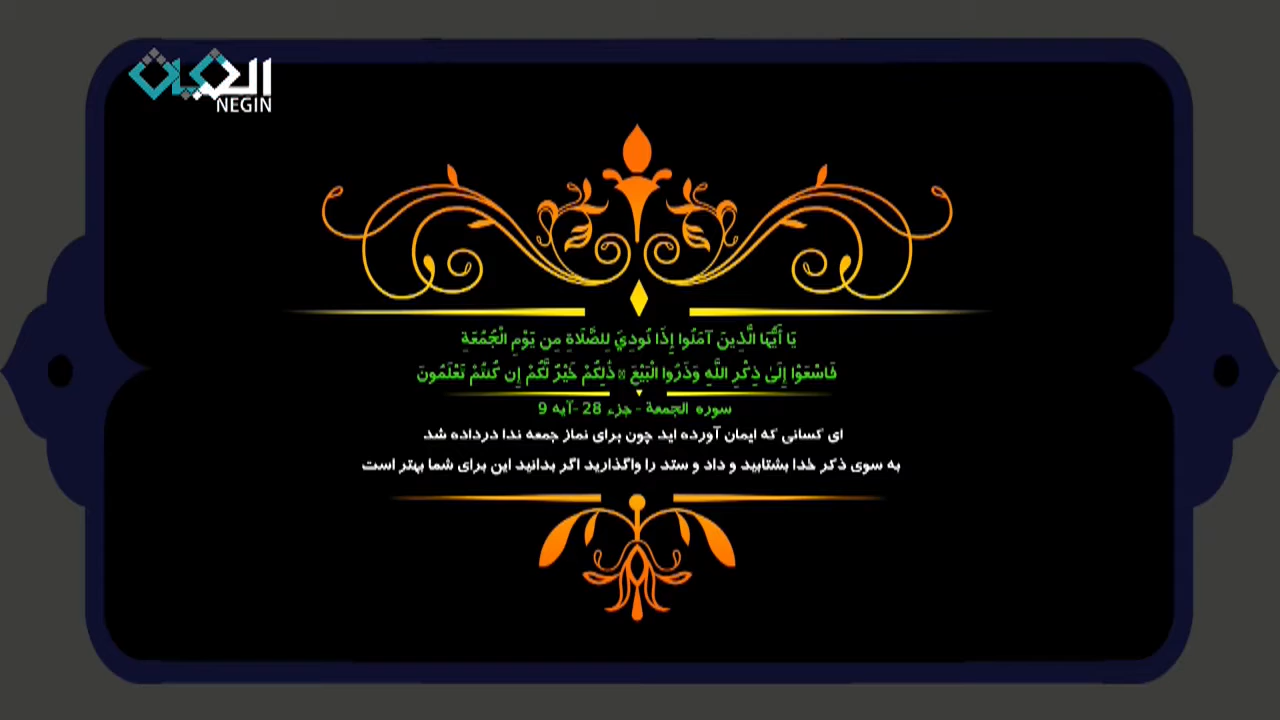 NEGIN
يَا أَيُّهَا الَّذِينَ آمَنُوا إِذَا نُودِيَ لِلصَّلَاةِ مِن يَوْمِ الْجُمُعَةِ
فَاسْعَوْا إِلَىٰ ذِكْرِ اللَّهِ وَذَرُوا الْبَيْعَ ۚ ذَٰلِكُمْ خَيْرٌ لَّكُمْ إِن كُنتُمْ تَعْلَمُونَ
سوره الجمعة - جزء 28 -آیه 9
ای کسانی که ایمان آورده اید چون برای نماز جمعه ندا درداده شد
به سوی ذکر خدا بشتابید و داد و ستد را واگذارید اگر بدانید این برای شما بهتر است